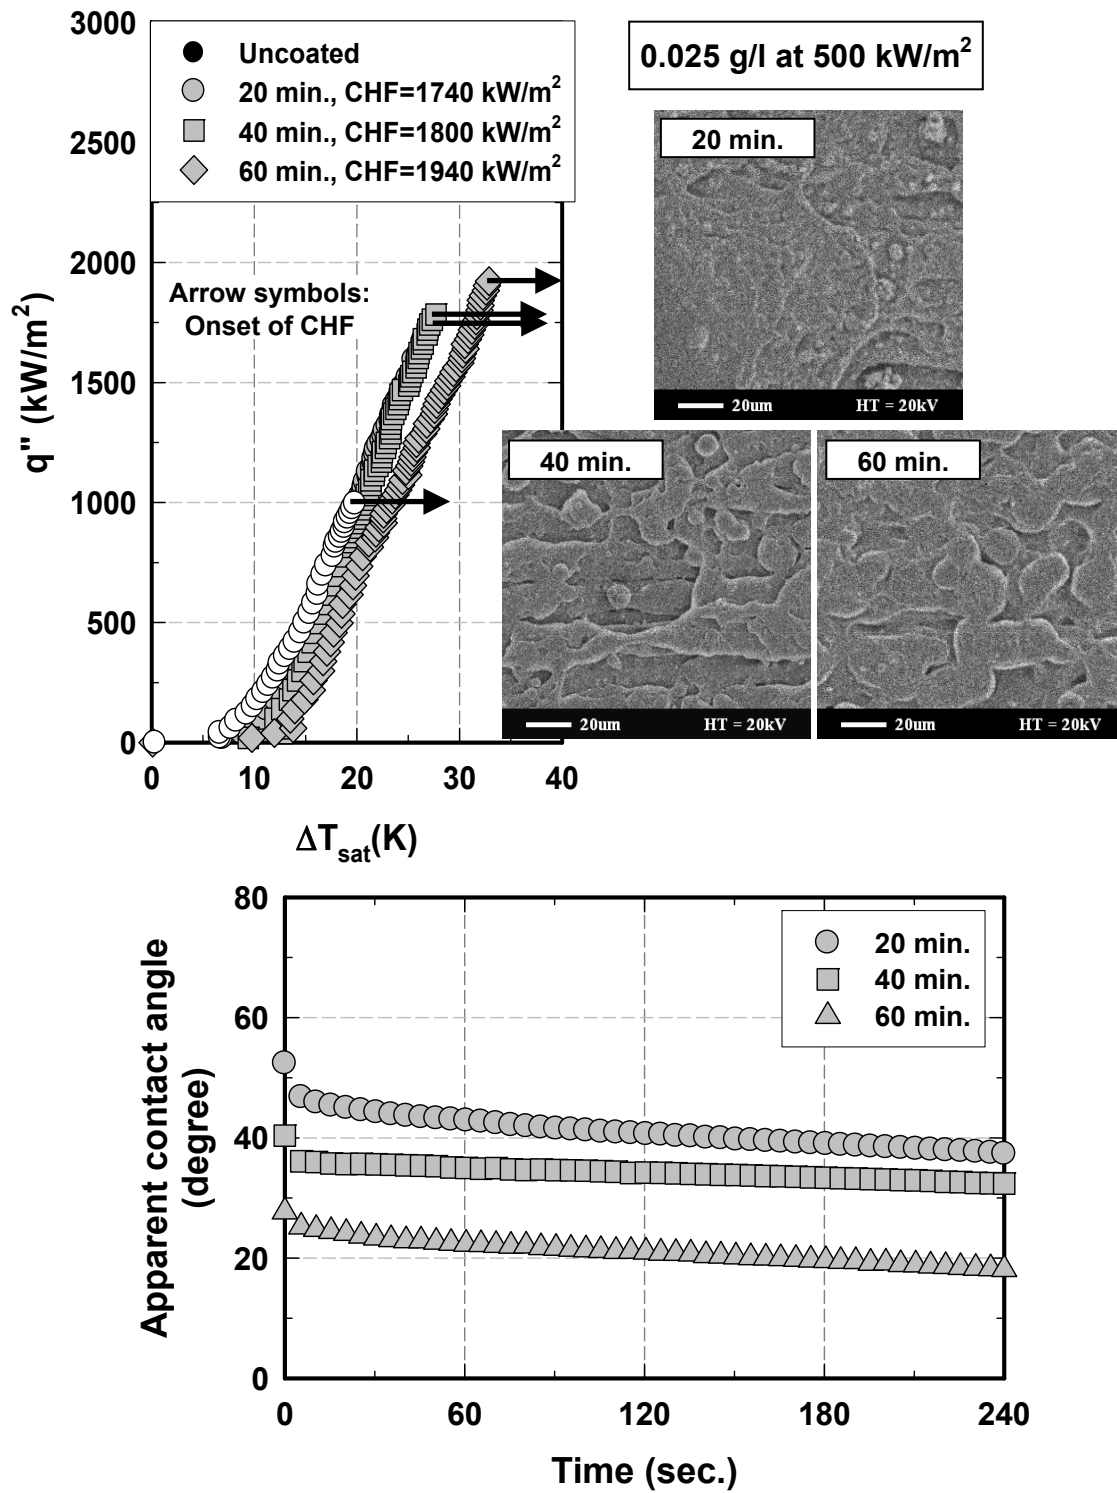 3000
2500
2000
1500
1000
500
0
q" (kW/m²)
Uncoated
20 min., CHF=1740 kW/m²
40 min., CHF=1800 kW/m²
60 min., CHF=1940 kW/m²
Arrow symbols:
Onset of CHF
0 10 20 30 40
ΔTsat(K)
0.025 g/l at 500 kW/m²
20 min.
20um HT = 20kV
40 min.
20um HT = 20kV
60 min.
20um HT = 20kV
80
60
40
20
0
Apparent contact angle
(degree)
20 min.
40 min.
60 min.
0 60 120 180 240
Time (sec.)